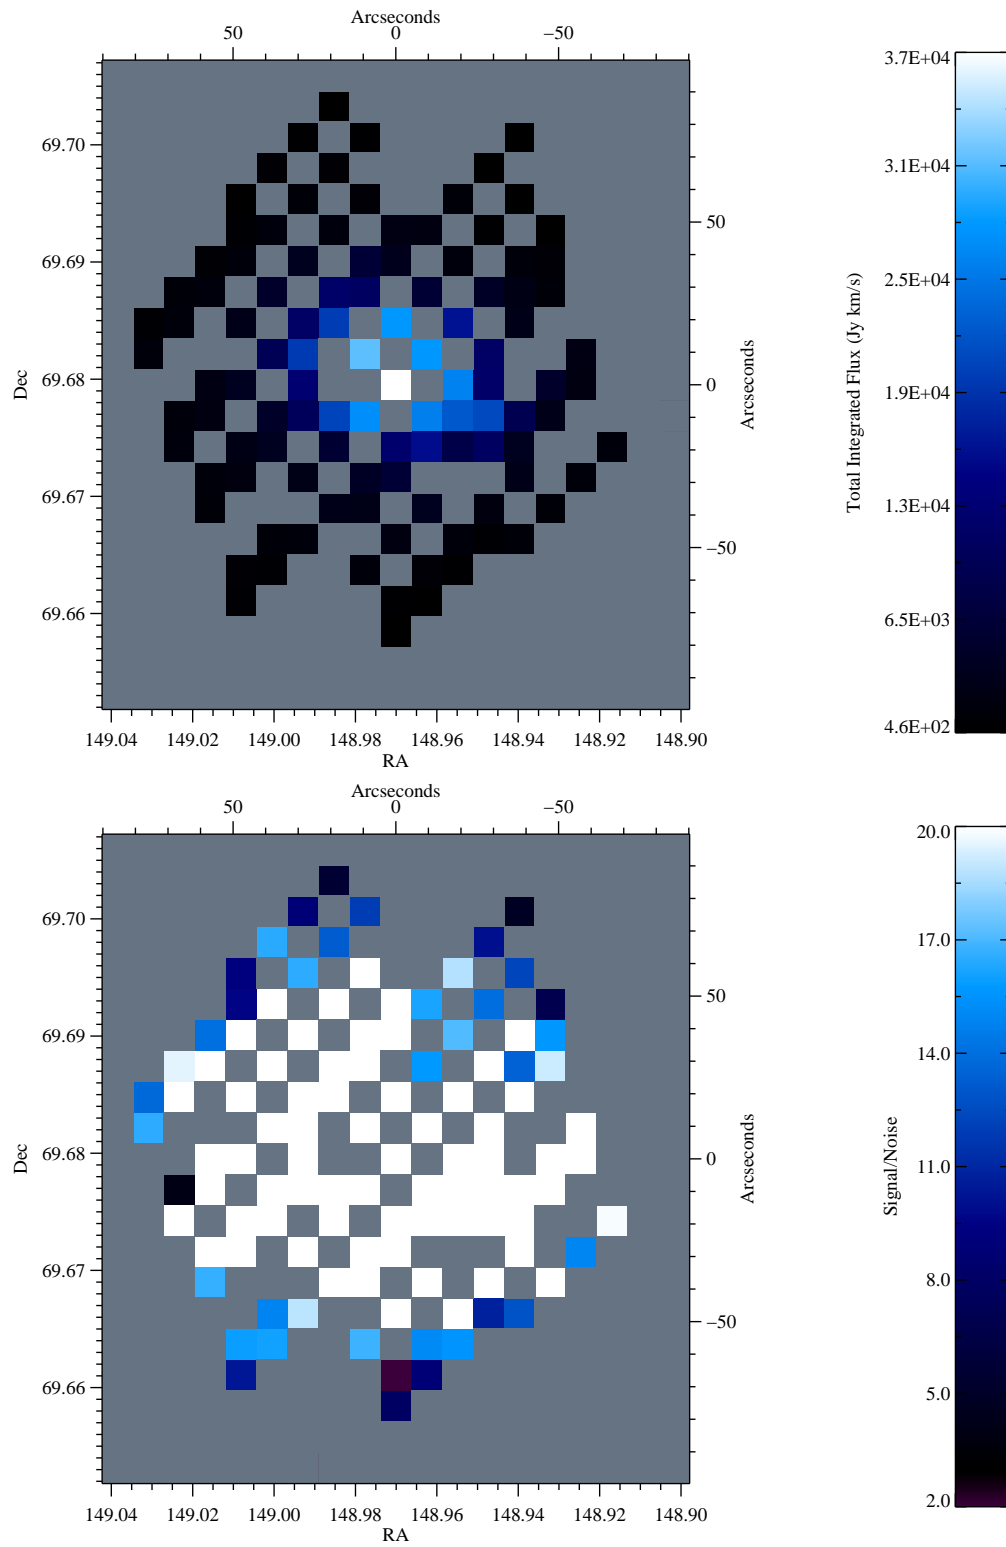 Arcseconds
50 0 −50
69.70
69.69
69.68
69.67
69.66
Dec
50
0
−50
Arcseconds
149.04 149.02 149.00 148.98 148.96 148.94 148.92 148.90
RA
3.7E+04
3.1E+04
2.5E+04
1.9E+04
1.3E+04
6.5E+03
4.6E+02
Total Integrated Flux (Jy km/s)
Arcseconds
50 0 −50
69.70
69.69
69.68
69.67
69.66
Dec
50
0
−50
Arcseconds
149.04 149.02 149.00 148.98 148.96 148.94 148.92 148.90
RA
20.0
17.0
14.0
11.0
8.0
5.0
2.0
Signal/Noise